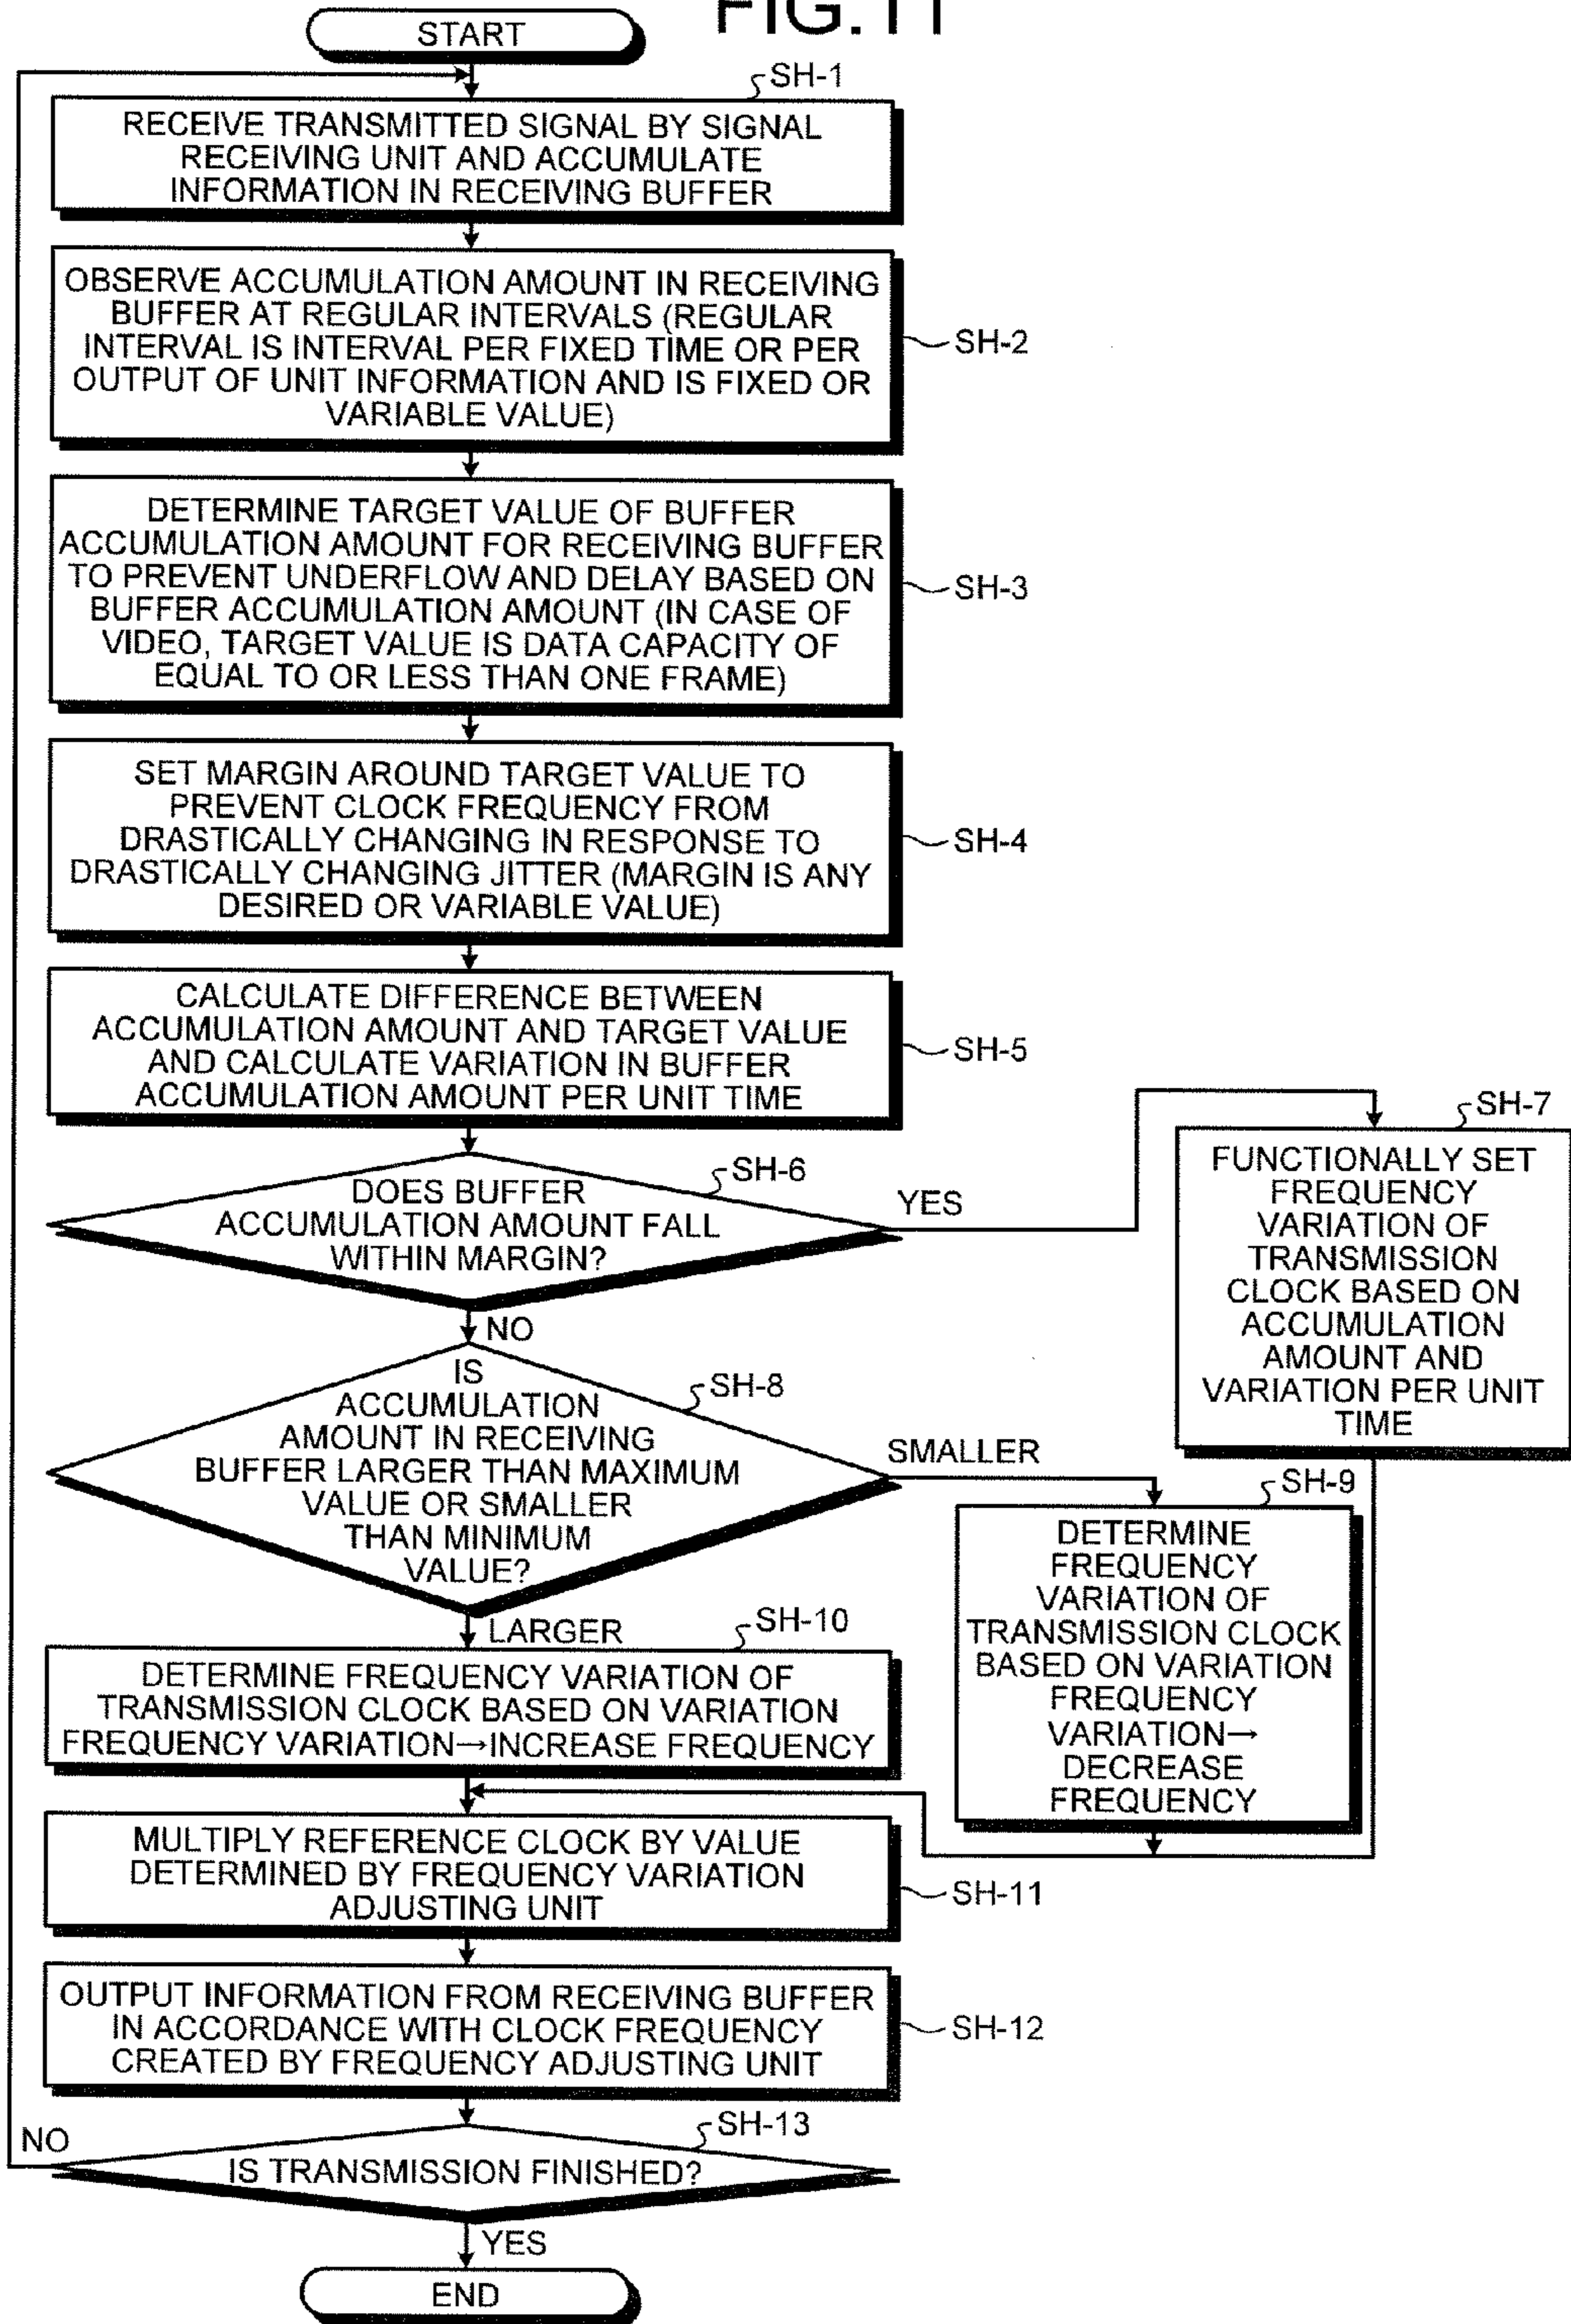 FIG.11
START
SH-1
RECEIVE TRANSMITTED SIGNAL BY SIGNAL
RECEIVING UNIT AND ACCUMULATE
INFORMATION IN RECEIVING BUFFER
OBSERVE ACCUMULATION AMOUNT IN RECEIVING
BUFFER AT REGULAR INTERVALS (REGULAR
INTERVAL IS INTERVAL PER FIXED TIME OR PER
OUTPUT OF UNIT INFORMATION AND IS FIXED OR
VARIABLE VALUE)
SH-2
DETERMINE TARGET VALUE OF BUFFER
ACCUMULATION AMOUNT FOR RECEIVING BUFFER
TO PREVENT UNDERFLOW AND DELAY BASED ON
BUFFER ACCUMULATION AMOUNT (IN CASE OF
VIDEO, TARGET VALUE IS DATA CAPACITY OF
EQUAL TO OR LESS THAN ONE FRAME)
SH-3
SET MARGIN AROUND TARGET VALUE TO
PREVENT CLOCK FREQUENCY FROM
DRASTICALLY CHANGING IN RESPONSE TO
DRASTICALLY CHANGING JITTER (MARGIN IS ANY
DESIRED OR VARIABLE VALUE)
SH-4
CALCULATE DIFFERENCE BETWEEN
ACCUMULATION AMOUNT AND TARGET VALUE
AND CALCULATE VARIATION IN BUFFER
ACCUMULATION AMOUNT PER UNIT TIME
SH-5
SH-6
DOES BUFFER
ACCUMULATION AMOUNT FALL
WITHIN MARGIN?
YES
NO
SH-7
FUNCTIONALLY SET
FREQUENCY
VARIATION OF
TRANSMISSION
CLOCK BASED ON
ACCUMULATION
AMOUNT AND
VARIATION PER UNIT
TIME
SH-8
IS
ACCUMULATION
AMOUNT IN RECEIVING
BUFFER LARGER THAN MAXIMUM
VALUE OR SMALLER
THAN MINIMUM
VALUE?
SMALLER
LARGER
SH-9
DETERMINE
FREQUENCY
VARIATION OF
TRANSMISSION CLOCK
BASED ON VARIATION
FREQUENCY
VARIATION→
DECREASE
FREQUENCY
SH-10
DETERMINE FREQUENCY VARIATION OF
TRANSMISSION CLOCK BASED ON VARIATION
FREQUENCY VARIATION→INCREASE FREQUENCY
MULTIPLY REFERENCE CLOCK BY VALUE
DETERMINED BY FREQUENCY VARIATION
ADJUSTING UNIT
SH-11
OUTPUT INFORMATION FROM RECEIVING BUFFER
IN ACCORDANCE WITH CLOCK FREQUENCY
CREATED BY FREQUENCY ADJUSTING UNIT
SH-12
SH-13
NO
IS TRANSMISSION FINISHED?
YES
END